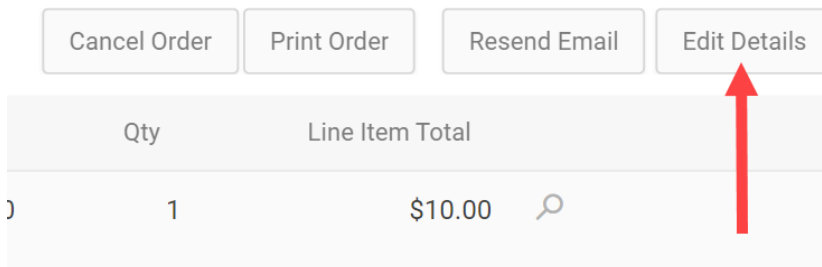 Cancel Order Print Order Resend Email Edit Details
Qty Line Item Total
1 $10.00